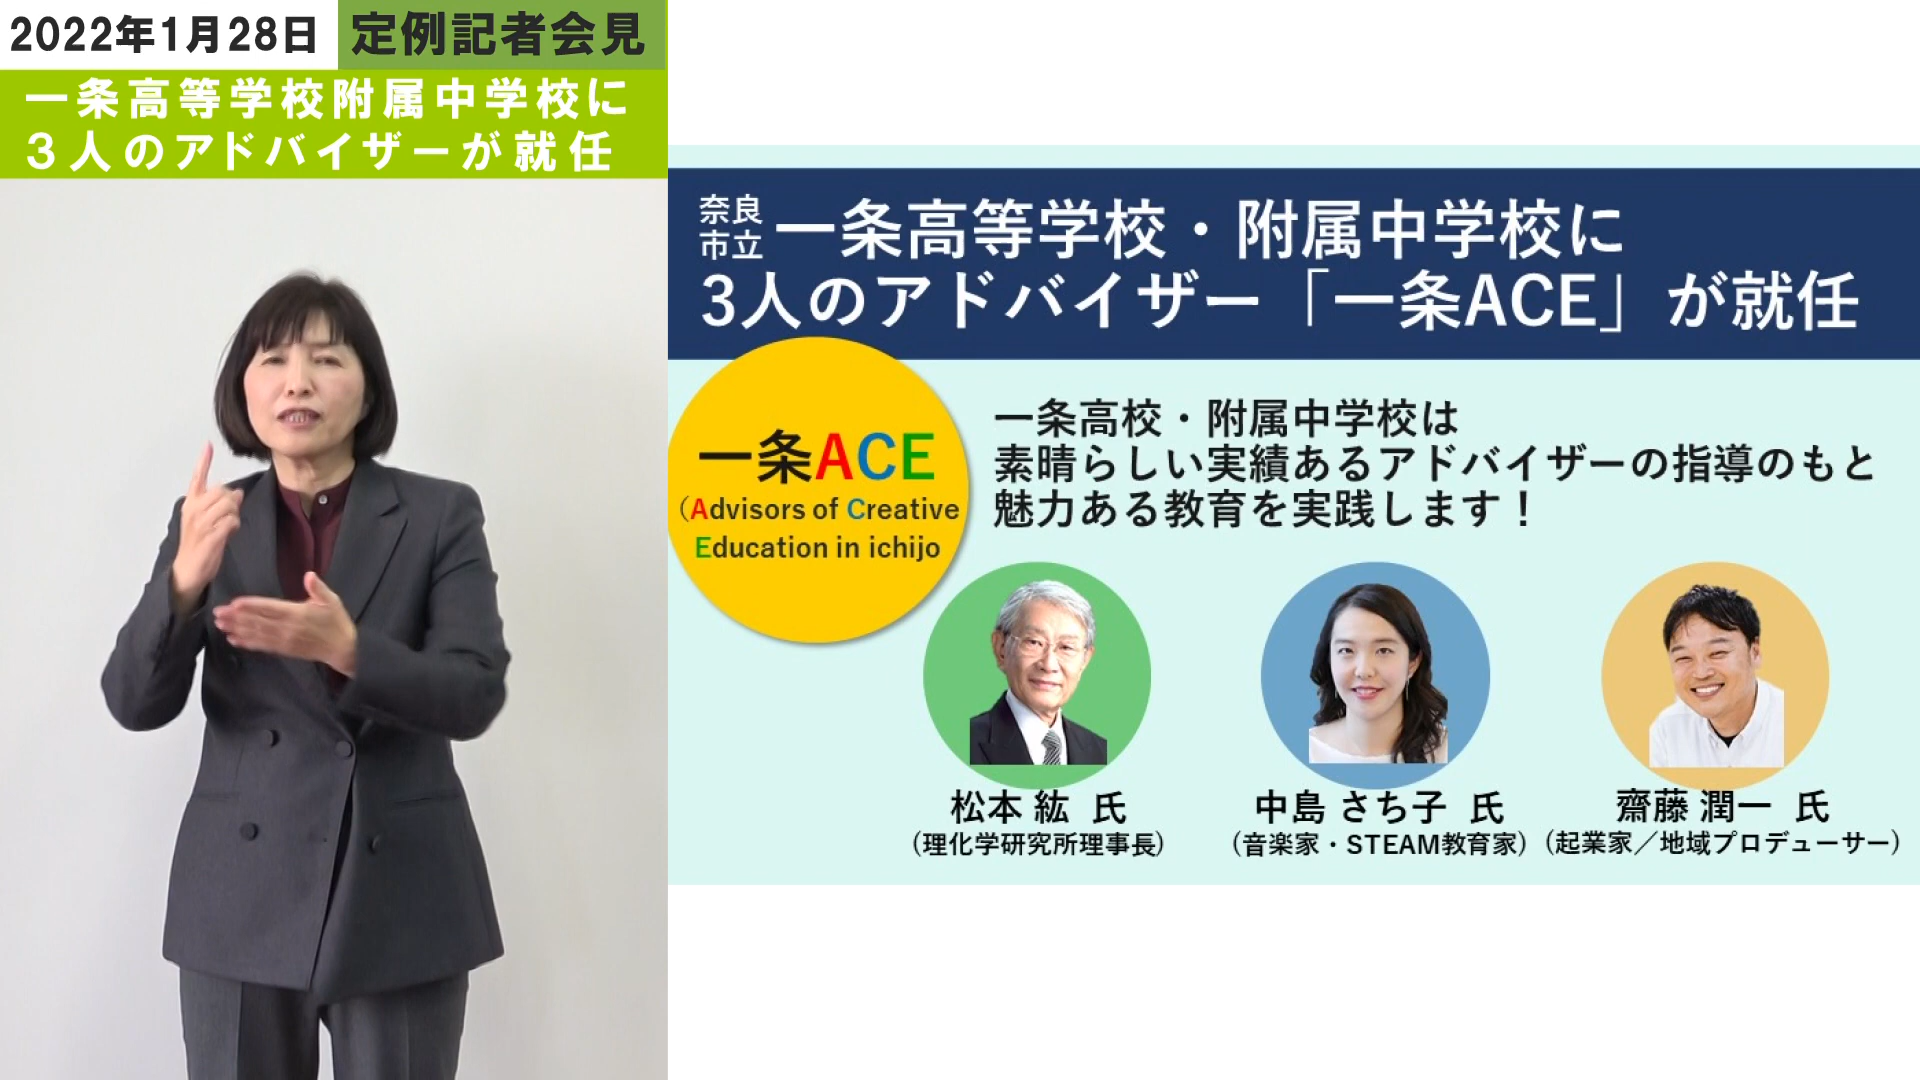 2022年1月28日 定例記者会見
一条高等学校附属中学校に
３人のアドバイザーが就任
奈良市立 一条高等学校・附属中学校に
3人のアドバイザー「一条ACE」が就任
一条ACE
（Advisors of Creative
Education in ichijo
一条高校・附属中学校は
素晴らしい実績あるアドバイザーの指導のもと
魅力ある教育を実践します！
松本 紘 氏
（理化学研究所理事長）
中島 さち子 氏
（音楽家・STEAM教育家）
齋藤 潤一 氏
（起業家／地域プロデューサー）